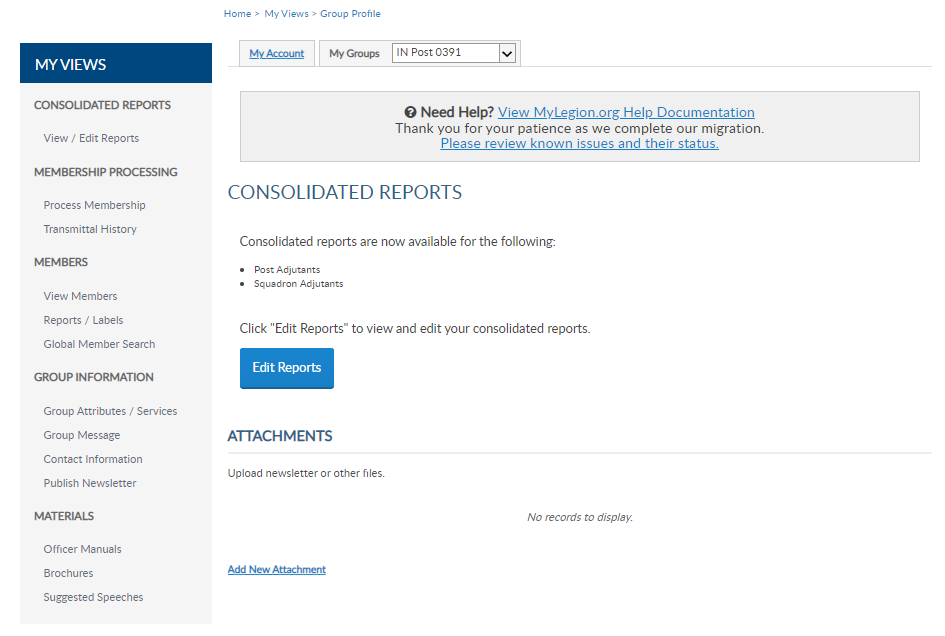 Home > My Views > Group Profile
MY VIEWS
CONSOLIDATED REPORTS
View / Edit Reports
MEMBERSHIP PROCESSING
Process Membership
Transmittal History
MEMBERS
View Members
Reports / Labels
Global Member Search
GROUP INFORMATION
Group Attributes / Services
Group Message
Contact Information
Publish Newsletter
MATERIALS
Officer Manuals
Brochures
Suggested Speeches
My Account My Groups IN Post 0391
Need Help? View MyLegion.org Help Documentation
Thank you for your patience as we complete our migration.
Please review known issues and their status.
CONSOLIDATED REPORTS
Consolidated reports are now available for the following:
Post Adjutants
Squadron Adjutants
Click "Edit Reports" to view and edit your consolidated reports.
Edit Reports
ATTACHMENTS
Upload newsletter or other files.
No records to display.
Add New Attachment